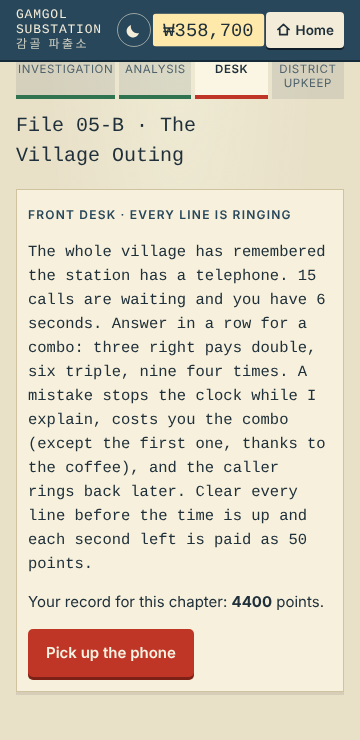 GAMGOL
SUBSTATION
감골 파출소
₩358,700
Home
INVESTIGATION
ANALYSIS
DESK
DISTRICT
UPKEEP
File 05-B · The
Village Outing
FRONT DESK · EVERY LINE IS RINGING
The whole village has remembered
the station has a telephone. 15
calls are waiting and you have 6
seconds. Answer in a row for a
combo: three right pays double,
six triple, nine four times. A
mistake stops the clock while I
explain, costs you the combo
(except the first one, thanks to
the coffee), and the caller
rings back later. Clear every
line before the time is up and
each second left is paid as 50
points.
Your record for this chapter: 4400 points.
Pick up the phone